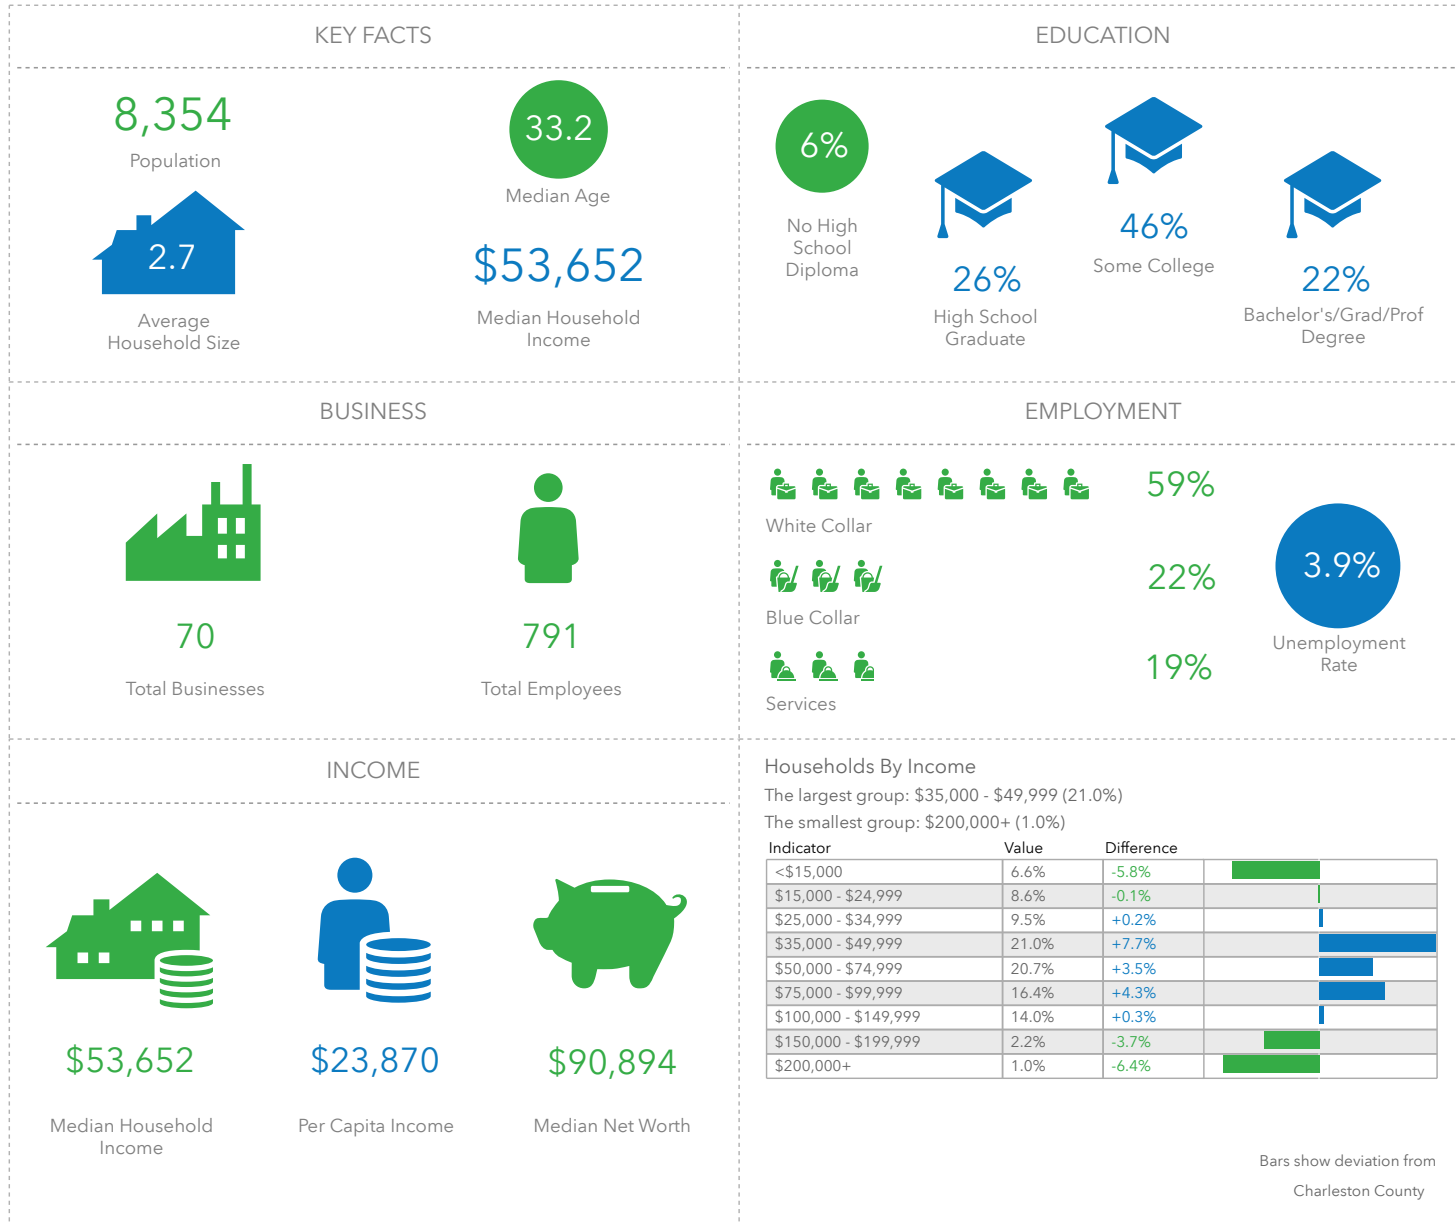 KEY FACTS
8,354
Population
33.2
Median Age
2.7
Average
Household Size
$53,652
Median Household
Income
EDUCATION
6%
No High
School
Diploma
26%
High School
Graduate
46%
Some College
22%
Bachelor's/Grad/Prof
Degree
BUSINESS
70
Total Businesses
791
Total Employees
EMPLOYMENT
59%
White Collar
22%
Blue Collar
19%
Services
3.9%
Unemployment
Rate
INCOME
$53,652
Median Household
Income
$23,870
Per Capita Income
$90,894
Median Net Worth
Households By Income
The largest group: $35,000 - $49,999 (21.0%)
The smallest group: $200,000+ (1.0%)
Indicator Value Difference
<$15,000 6.6% -5.8%
$15,000 - $24,999 8.6% -0.1%
$25,000 - $34,999 9.5% +0.2%
$35,000 - $49,999 21.0% +7.7%
$50,000 - $74,999 20.7% +3.5%
$75,000 - $99,999 16.4% +4.3%
$100,000 - $149,999 14.0% +0.3%
$150,000 - $199,999 2.2% -3.7%
$200,000+ 1.0% -6.4%
Bars show deviation from
Charleston County